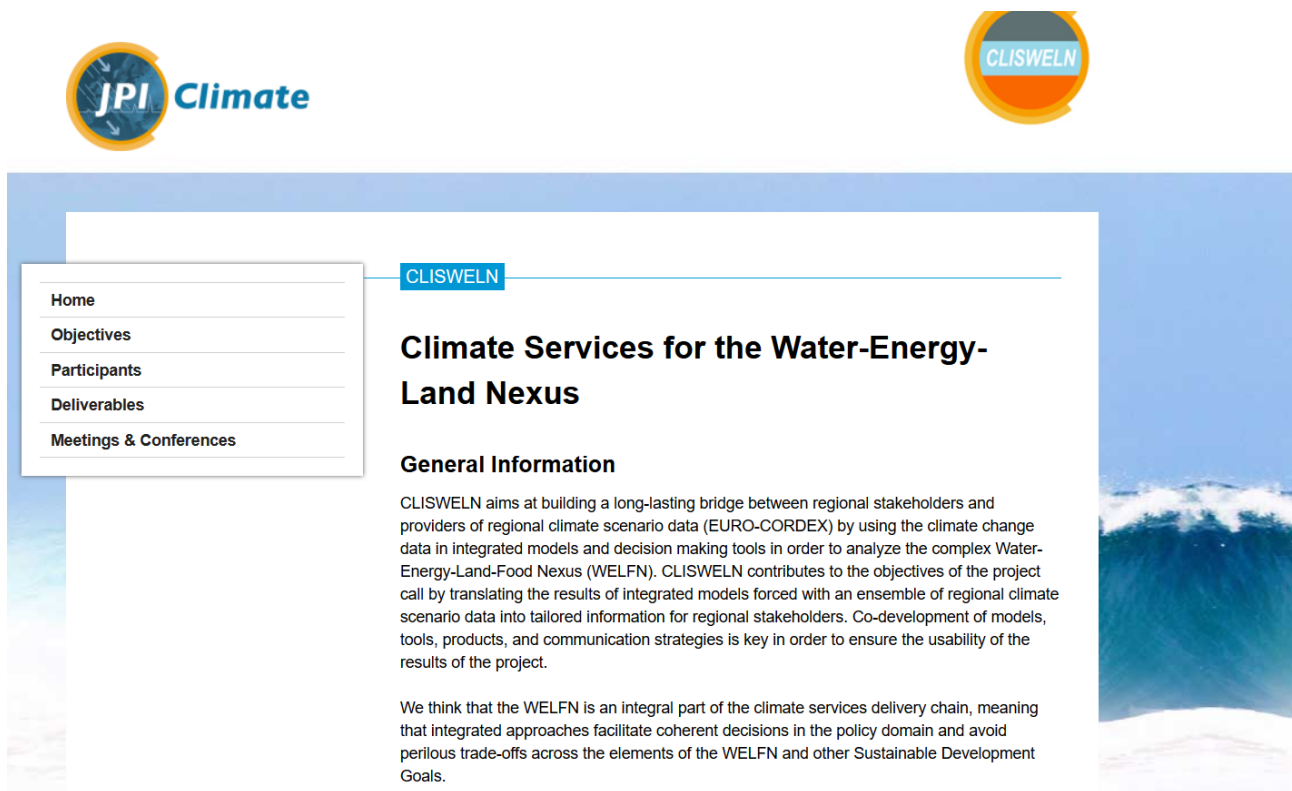 JPI Climate
CLISWELN
Home
Objectives
Participants
Deliverables
Meetings & Conferences
CLISWELN
Climate Services for the Water-Energy-
Land Nexus
General Information
CLISWELN aims at building a long-lasting bridge between regional stakeholders and
providers of regional climate scenario data (EURO-CORDEX) by using the climate change
data in integrated models and decision making tools in order to analyze the complex Water-
Energy-Land-Food Nexus (WELFN). CLISWELN contributes to the objectives of the project
call by translating the results of integrated models forced with an ensemble of regional climate
scenario data into tailored information for regional stakeholders. Co-development of models,
tools, products, and communication strategies is key in order to ensure the usability of the
results of the project.
We think that the WELFN is an integral part of the climate services delivery chain, meaning
that integrated approaches facilitate coherent decisions in the policy domain and avoid
perilous trade-offs across the elements of the WELFN and other Sustainable Development
Goals.